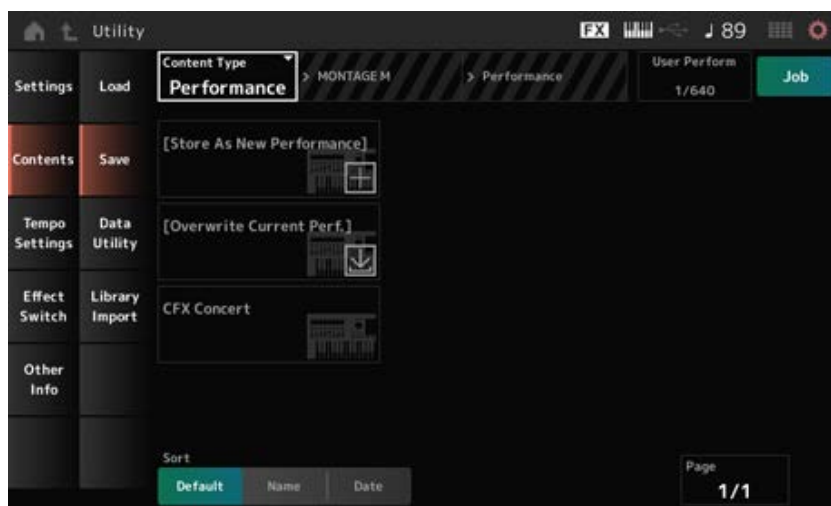 Utility
FX
♩ 89
Settings
Load
Content Type
Performance
> MONTAGE M
> Performance
User Perform
1/640
Job
Contents
Save
[Store As New Performance]
Tempo
Settings
Data
Utility
[Overwrite Current Perf.]
Effect
Switch
Library
Import
CFX Concert
Other
Info
Sort
Default
Name
Date
Page
1/1